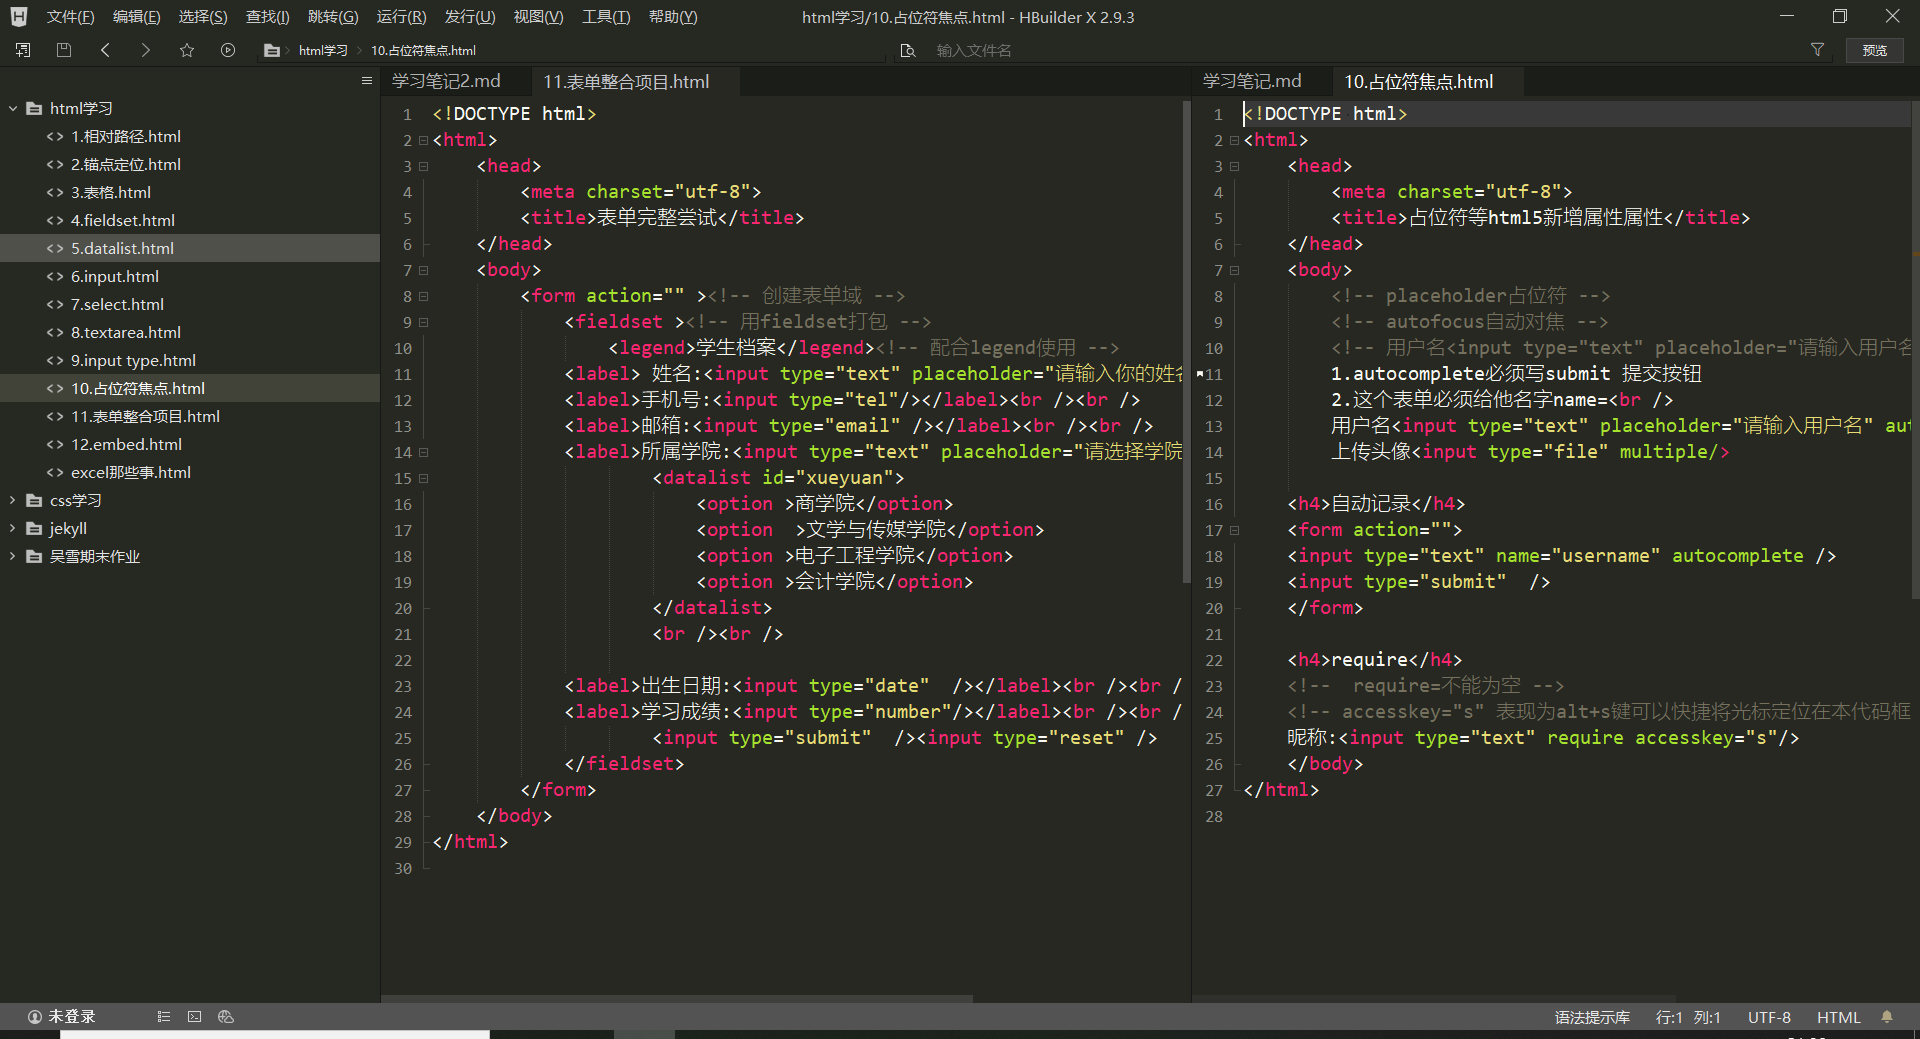 文件(F) 编辑(E) 选择(S) 查找(I) 跳转(G) 运行(R) 发行(U) 视图(V) 工具(T) 帮助(Y)
html学习/10.占位符焦点.html - HBuilder X 2.9.3
html学习 10.占位符焦点.html
输入文件名
预览
html学习
<> 1.相对路径.html
<> 2.锚点定位.html
<> 3.表格.html
<> 4.fieldset.html
<> 5.datalist.html
<> 6.input.html
<> 7.select.html
<> 8.textarea.html
<> 9.input type.html
<> 10.占位符焦点.html
<> 11.表单整合项目.html
<> 12.embed.html
<> excel那些事.html
css学习
jekyll
吴雪期末作业
学习笔记2.md 11.表单整合项目.html
1 <!DOCTYPE html>
2 <html>
3 <head>
4 <meta charset="utf-8">
5 <title>表单完整尝试</title>
6 </head>
7 <body>
8 <form action="" ><!-- 创建表单域 -->
9 <fieldset ><!-- 用fieldset打包 -->
10 <legend>学生档案</legend><!-- 配合legend使用 -->
11 <label> 姓名:<input type="text" placeholder="请输入你的姓名
12 <label>手机号:<input type="tel"/></label><br /><br />
13 <label>邮箱:<input type="email" /></label><br /><br />
14 <label>所属学院:<input type="text" placeholder="请选择学院
15 <datalist id="xueyuan">
16 <option >商学院</option>
17 <option  >文学与传媒学院</option>
18 <option >电子工程学院</option>
19 <option >会计学院</option>
20 </datalist>
21 <br /><br />
22
23 <label>出生日期:<input type="date"  /></label><br /><br /
24 <label>学习成绩:<input type="number"/></label><br /><br /
25 <input type="submit"  /><input type="reset" />
26 </fieldset>
27 </form>
28 </body>
29 </html>
30
学习笔记.md 10.占位符焦点.html
1 <!DOCTYPE html>
2 <html>
3 <head>
4 <meta charset="utf-8">
5 <title>占位符等html5新增属性属性</title>
6 </head>
7 <body>
8 <!-- placeholder占位符 -->
9 <!-- autofocus自动对焦 -->
10 <!-- 用户名<input type="text" placeholder="请输入用户名
11 1.autocomplete必须写submit 提交按钮
12 2.这个表单必须给他名字name=<br />
13 用户名<input type="text" placeholder="请输入用户名" aut
14 上传头像<input type="file" multiple/>
15
16 <h4>自动记录</h4>
17 <form action="">
18 <input type="text" name="username" autocomplete />
19 <input type="submit"  />
20 </form>
21
22 <h4>require</h4>
23 <!--  require=不能为空 -->
24 <!-- accesskey="s" 表现为alt+s键可以快捷将光标定位在本代码框
25 昵称:<input type="text" require accesskey="s"/>
26 </body>
27 </html>
28
未登录
语法提示库 行:1 列:1 UTF-8 HTML